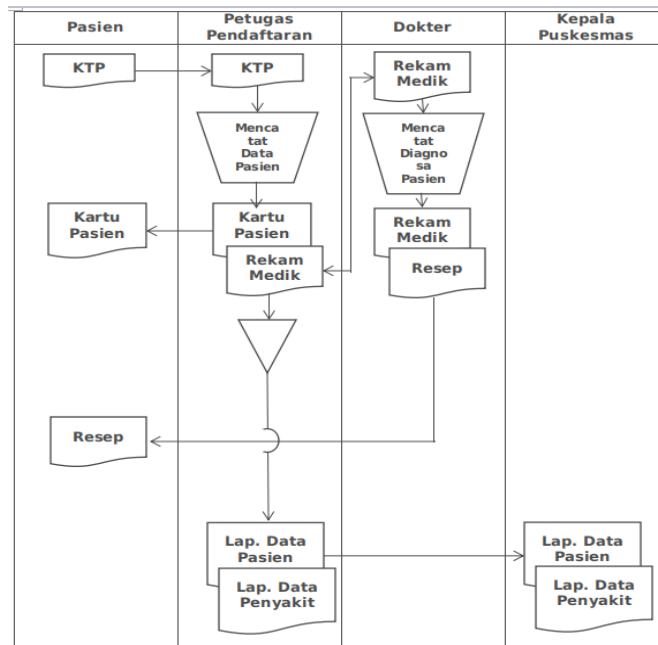 Pasien
Petugas
Pendaftaran
Dokter
Kepala
Puskesmas
KTP
KTP
Rekam
Medik
Menca
tat
Data
Pasien
Menca
tat
Diagno
sa
Pasien
Kartu
Pasien
Kartu
Pasien
Rekam
Medik
Rekam
Medik
Resep
Resep
Lap. Data
Pasien
Lap. Data
Penyakit
Lap. Data
Pasien
Lap. Data
Penyakit